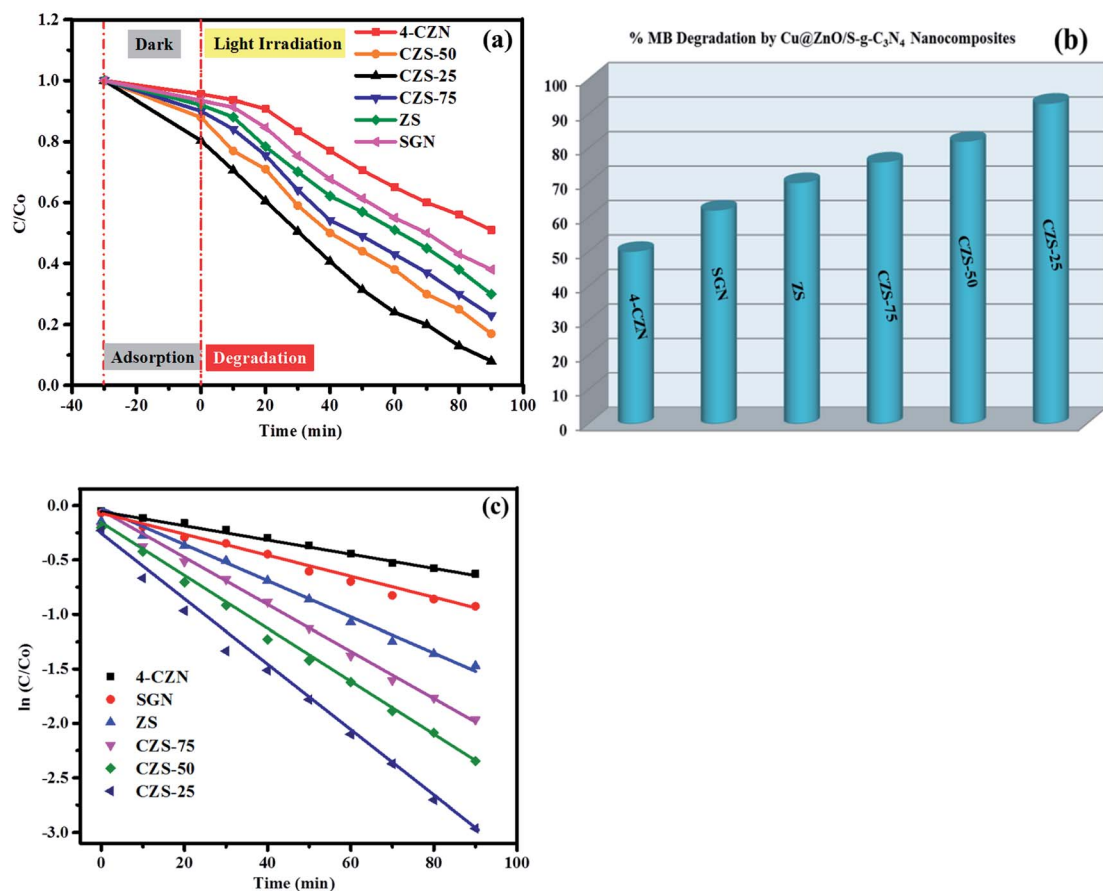 (a)
Dark
Light Irradiation
4-CZN
CZS-50
CZS-25
CZS-75
ZS
SGN
Adsorption
Degradation
C/Co
1.2
1.0
0.8
0.6
0.4
0.2
0.0
-40 -20 0 20 40 60 80 100
Time (min)
% MB Degradation by Cu@ZnO/S-g-C3N4 Nanocomposites
(b)
100
90
80
70
60
50
40
30
20
10
0
4-CZN
SGN
ZS
CZS-75
CZS-50
CZS-25
(c)
ln (C/Co)
0.0
-0.5
-1.0
-1.5
-2.0
-2.5
-3.0
4-CZN
SGN
ZS
CZS-75
CZS-50
CZS-25
0 20 40 60 80 100
Time (min)